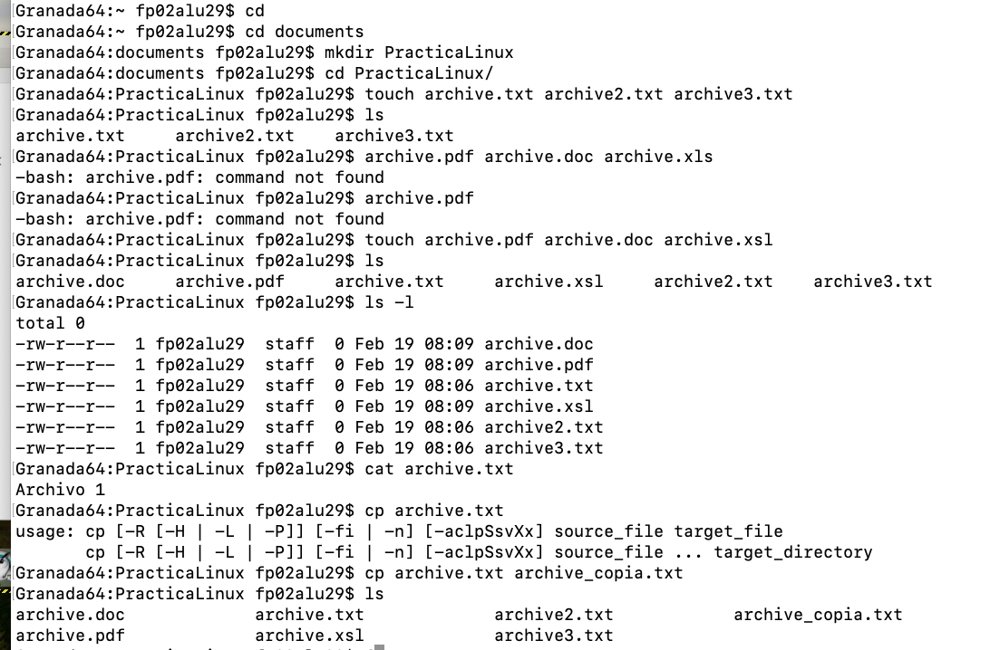 Granada64:~ fp02alu29$ cd
Granada64:~ fp02alu29$ cd documents
Granada64:documents fp02alu29$ mkdir PracticaLinux
Granada64:documents fp02alu29$ cd PracticaLinux/
Granada64:PracticaLinux fp02alu29$ touch archive.txt archive2.txt archive3.txt
Granada64:PracticaLinux fp02alu29$ ls
archive.txt     archive2.txt    archive3.txt
Granada64:PracticaLinux fp02alu29$ archive.pdf archive.doc archive.xls
-bash: archive.pdf: command not found
Granada64:PracticaLinux fp02alu29$ archive.pdf
-bash: archive.pdf: command not found
Granada64:PracticaLinux fp02alu29$ touch archive.pdf archive.doc archive.xsl
Granada64:PracticaLinux fp02alu29$ ls
archive.doc     archive.pdf     archive.txt     archive.xsl     archive2.txt    archive3.txt
Granada64:PracticaLinux fp02alu29$ ls -l
total 0
-rw-r--r--  1 fp02alu29  staff  0 Feb 19 08:09 archive.doc
-rw-r--r--  1 fp02alu29  staff  0 Feb 19 08:09 archive.pdf
-rw-r--r--  1 fp02alu29  staff  0 Feb 19 08:06 archive.txt
-rw-r--r--  1 fp02alu29  staff  0 Feb 19 08:09 archive.xsl
-rw-r--r--  1 fp02alu29  staff  0 Feb 19 08:06 archive2.txt
-rw-r--r--  1 fp02alu29  staff  0 Feb 19 08:06 archive3.txt
Granada64:PracticaLinux fp02alu29$ cat archive.txt
Archivo 1
Granada64:PracticaLinux fp02alu29$ cp archive.txt
usage: cp [-R [-H | -L | -P]] [-fi | -n] [-aclpSsvXx] source_file target_file
       cp [-R [-H | -L | -P]] [-fi | -n] [-aclpSsvXx] source_file ... target_directory
Granada64:PracticaLinux fp02alu29$ cp archive.txt archive_copia.txt
Granada64:PracticaLinux fp02alu29$ ls
archive.doc             archive.txt             archive2.txt            archive_copia.txt
archive.pdf             archive.xsl             archive3.txt